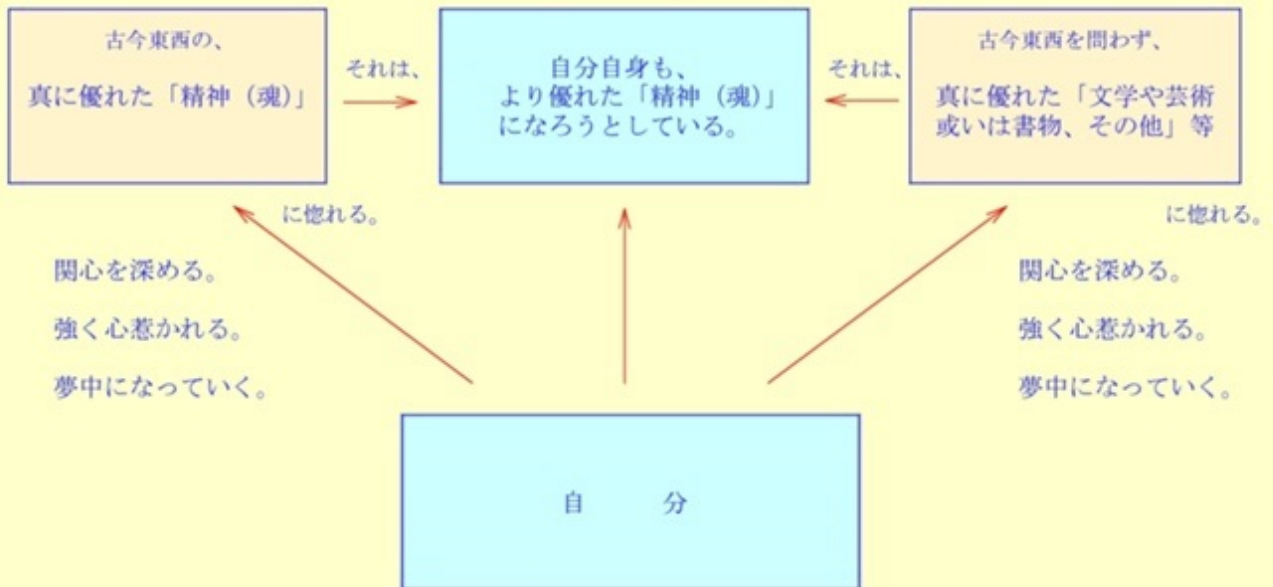 古今東西の、
真に優れた「精神（魂）」
それは、
自分自身も、
より優れた「精神（魂）」
になろうとしている。
それは、
古今東西を問わず、
真に優れた「文学や芸術
或いは書物、その他」等
に惚れる。
関心を深める。
強く心惹かれる。
夢中になっていく。
に惚れる。
関心を深める。
強く心惹かれる。
夢中になっていく。
自　　分